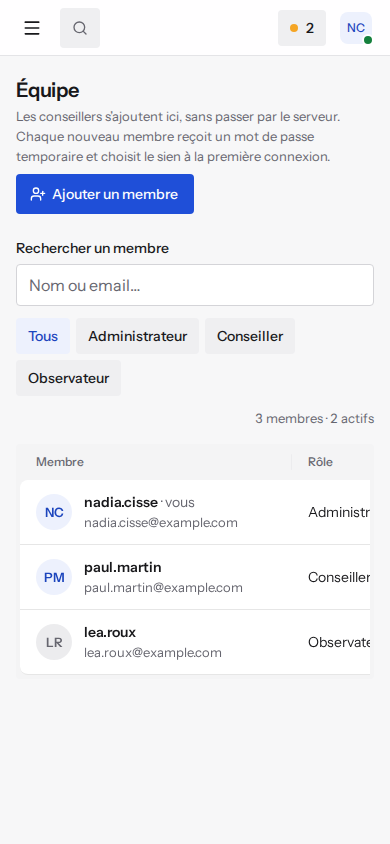 2
NC
Équipe
Les conseillers s'ajoutent ici, sans passer par le serveur.
Chaque nouveau membre reçoit un mot de passe
temporaire et choisit le sien à la première connexion.
Ajouter un membre
Rechercher un membre
Nom ou email...
Tous
Administrateur
Conseiller
Observateur
3 membres · 2 actifs
Membre
Rôle
NC
nadia.cisse · vous
nadia.cisse@example.com
Administr
PM
paul.martin
paul.martin@example.com
Conseiller
LR
lea.roux
lea.roux@example.com
Observate